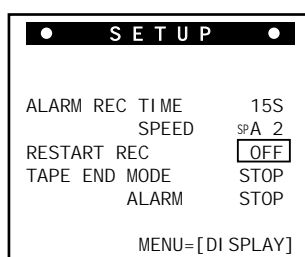 ● SETUP ●
ALARM REC TIME 15S
SPEED SPA 2
RESTART REC OFF
TAPE END MODE STOP
ALARM STOP
MENU=[DISPLAY]